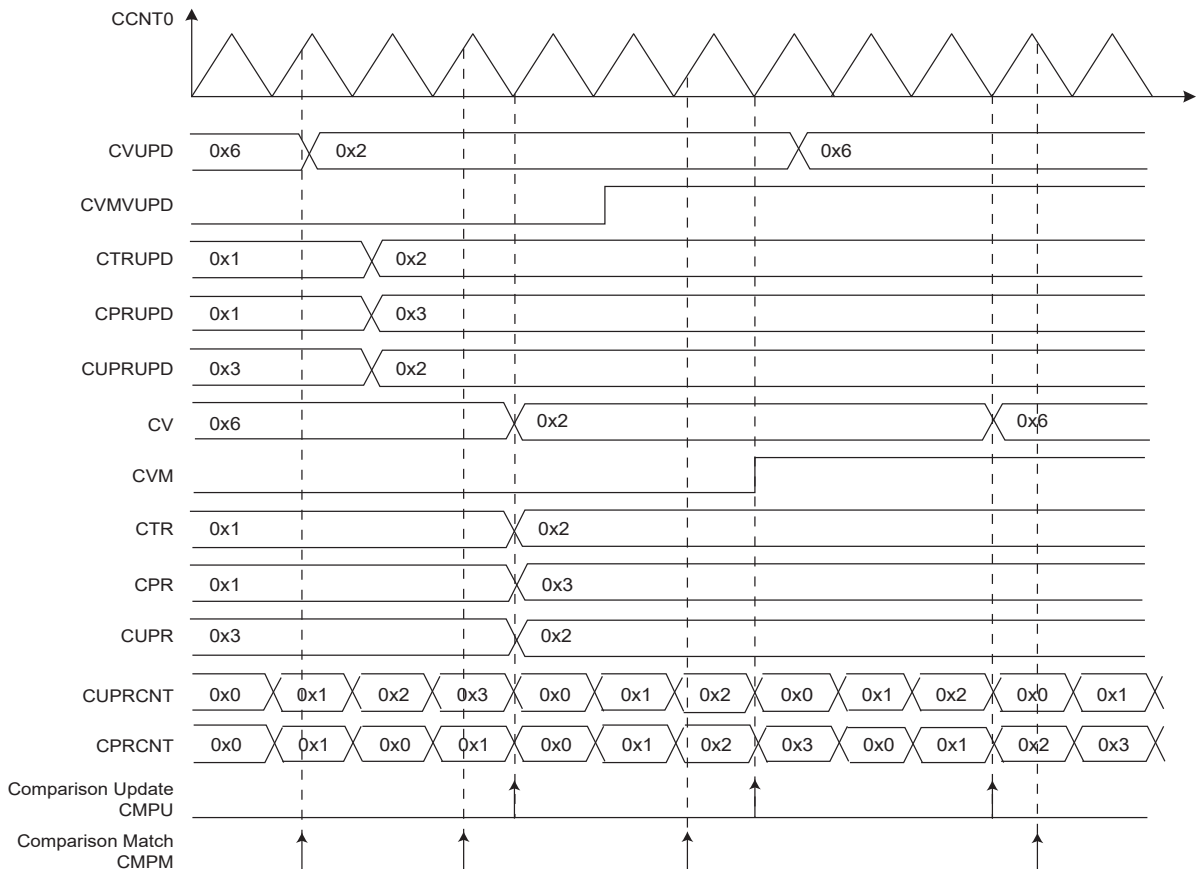 CCNT0
CVUPD 0x6 0x2 0x6
CVMVUPD
CTRUPD 0x1 0x2
CPRUPD 0x1 0x3
CUPRUPD 0x3 0x2
CV 0x6 0x2 0x6
CVM
CTR 0x1 0x2
CPR 0x1 0x3
CUPR 0x3 0x2
CUPRCNT 0x0 0x1 0x2 0x3 0x0 0x1 0x2 0x0 0x1 0x2 0x0 0x1
CPRCNT 0x0 0x1 0x0 0x1 0x0 0x1 0x2 0x3 0x0 0x1 0x2 0x3
Comparison Update
CMPU
Comparison Match
CMPM